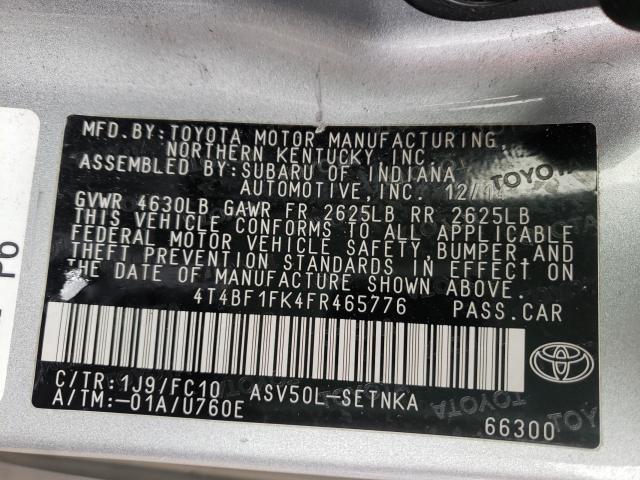 MFD.BY:TOYOTA MOTOR MANUFACTURING,
NORTHERN KENTUCKY, INC.
ASSEMBLED BY:SUBARU OF INDIANA
AUTOMOTIVE,INC. 12/14
GVWR 4630LB GAWR FR 2625LB RR 2625LB
THIS VEHICLE CONFORMS TO ALL APPLICABLE
FEDERAL MOTOR VEHICLE SAFETY,BUMPER,AND
THEFT PREVENTION STANDARDS IN EFFECT ON
THE DATE OF MANUFACTURE SHOWN ABOVE.
4T4BF1FK4FR465776 PASS.CAR
C/TR:1J9/FC10 ASV50L-SETNKA
A/TM:-01A/U760E
66300
TOYOTA